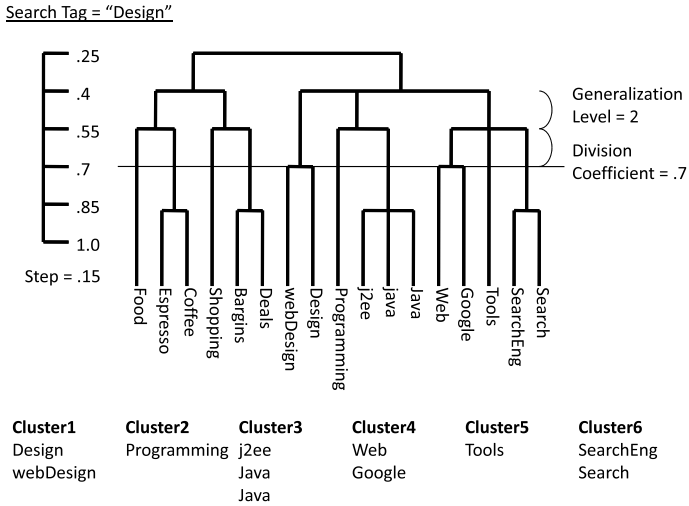 Search Tag = “Design”
.25
.4
.55
.7
.85
1.0
Step = .15
Generalization
Level = 2
Division
Coefficient = .7
Food
Espresso
Coffee
Shopping
Bargins
Deals
webDesign
Design
Programming
j2ee
java
Java
Web
Google
Tools
SearchEng
Search
Cluster1 Cluster2 Cluster3 Cluster4 Cluster5 Cluster6
Design Programming j2ee Web Tools SearchEng
webDesign Java Google Search
Java